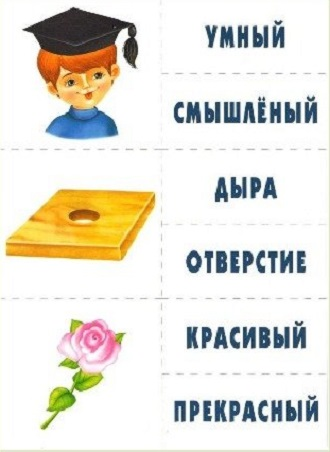 УМНЫЙ
СМЫШЛЁНЫЙ
ДЫРА
ОТВЕРСТИЕ
КРАСИВЫЙ
ПРЕКРАСНЫЙ